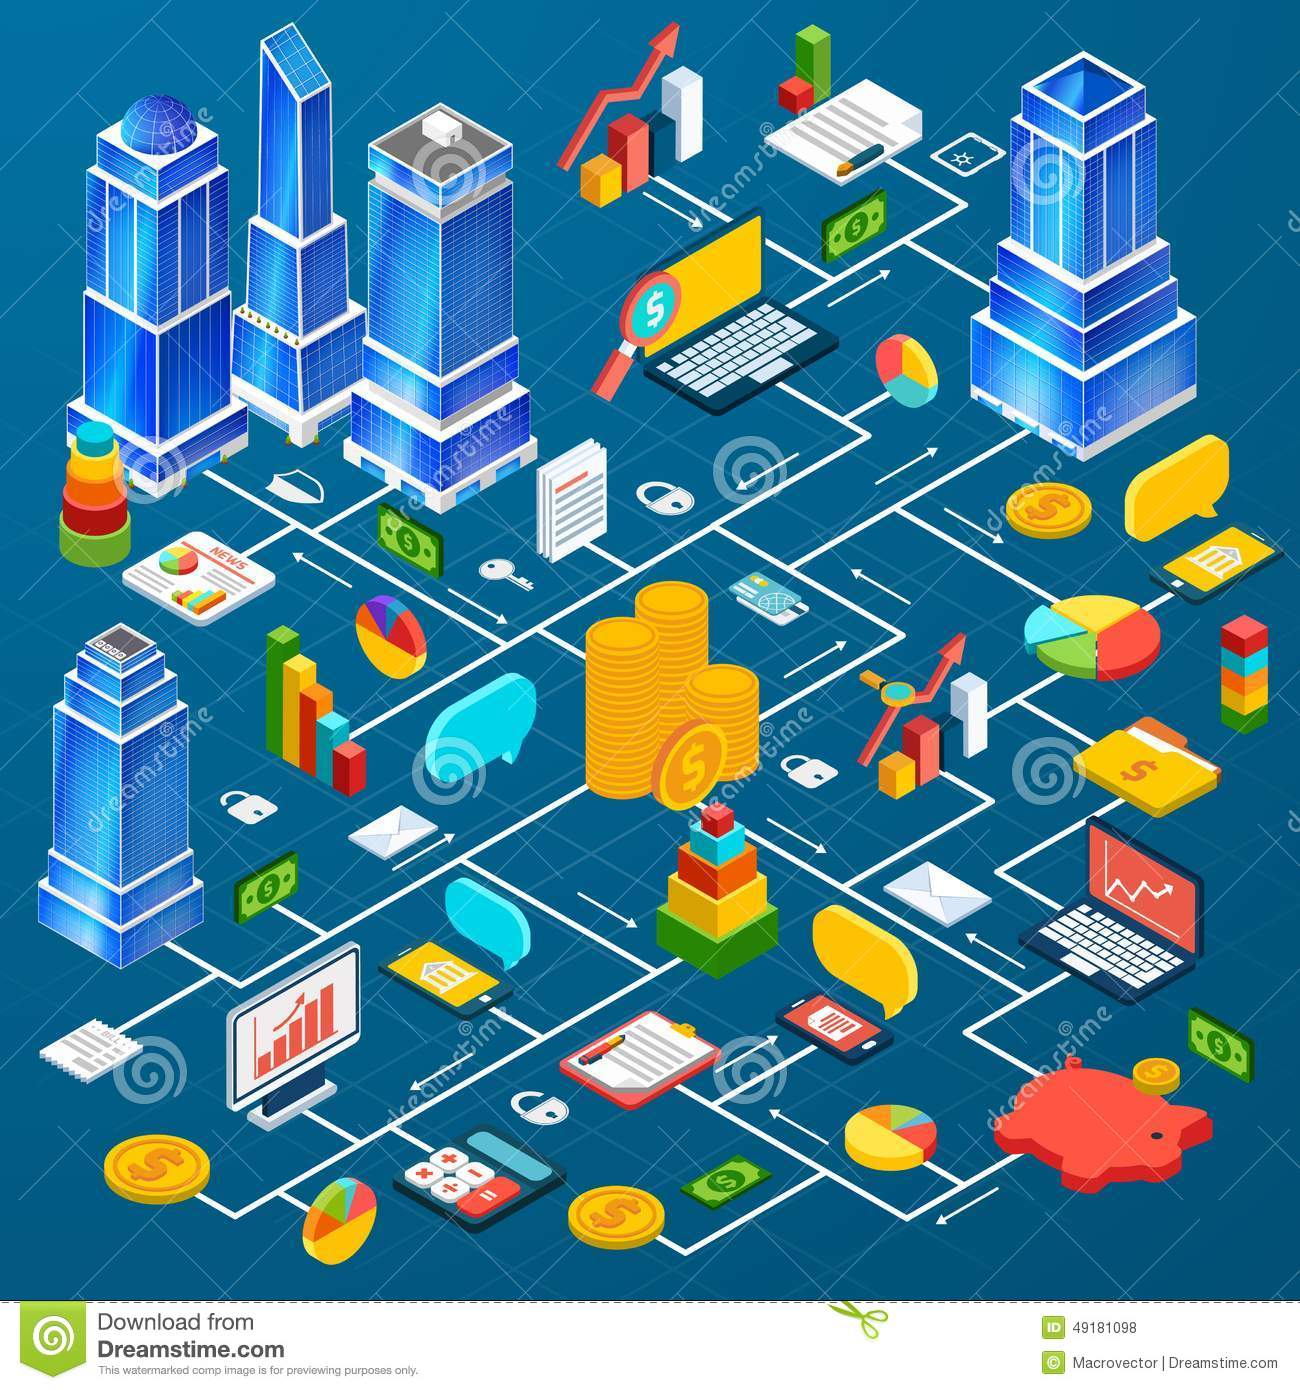 NEWS
$
$
$
$
$
$
$
$
$
$
$
$
$
BILL
Download from
Dreamstime.com
This watermarked comp image is for previewing purposes only.
ID 49181098
© Macrovector | Dreamstime.com